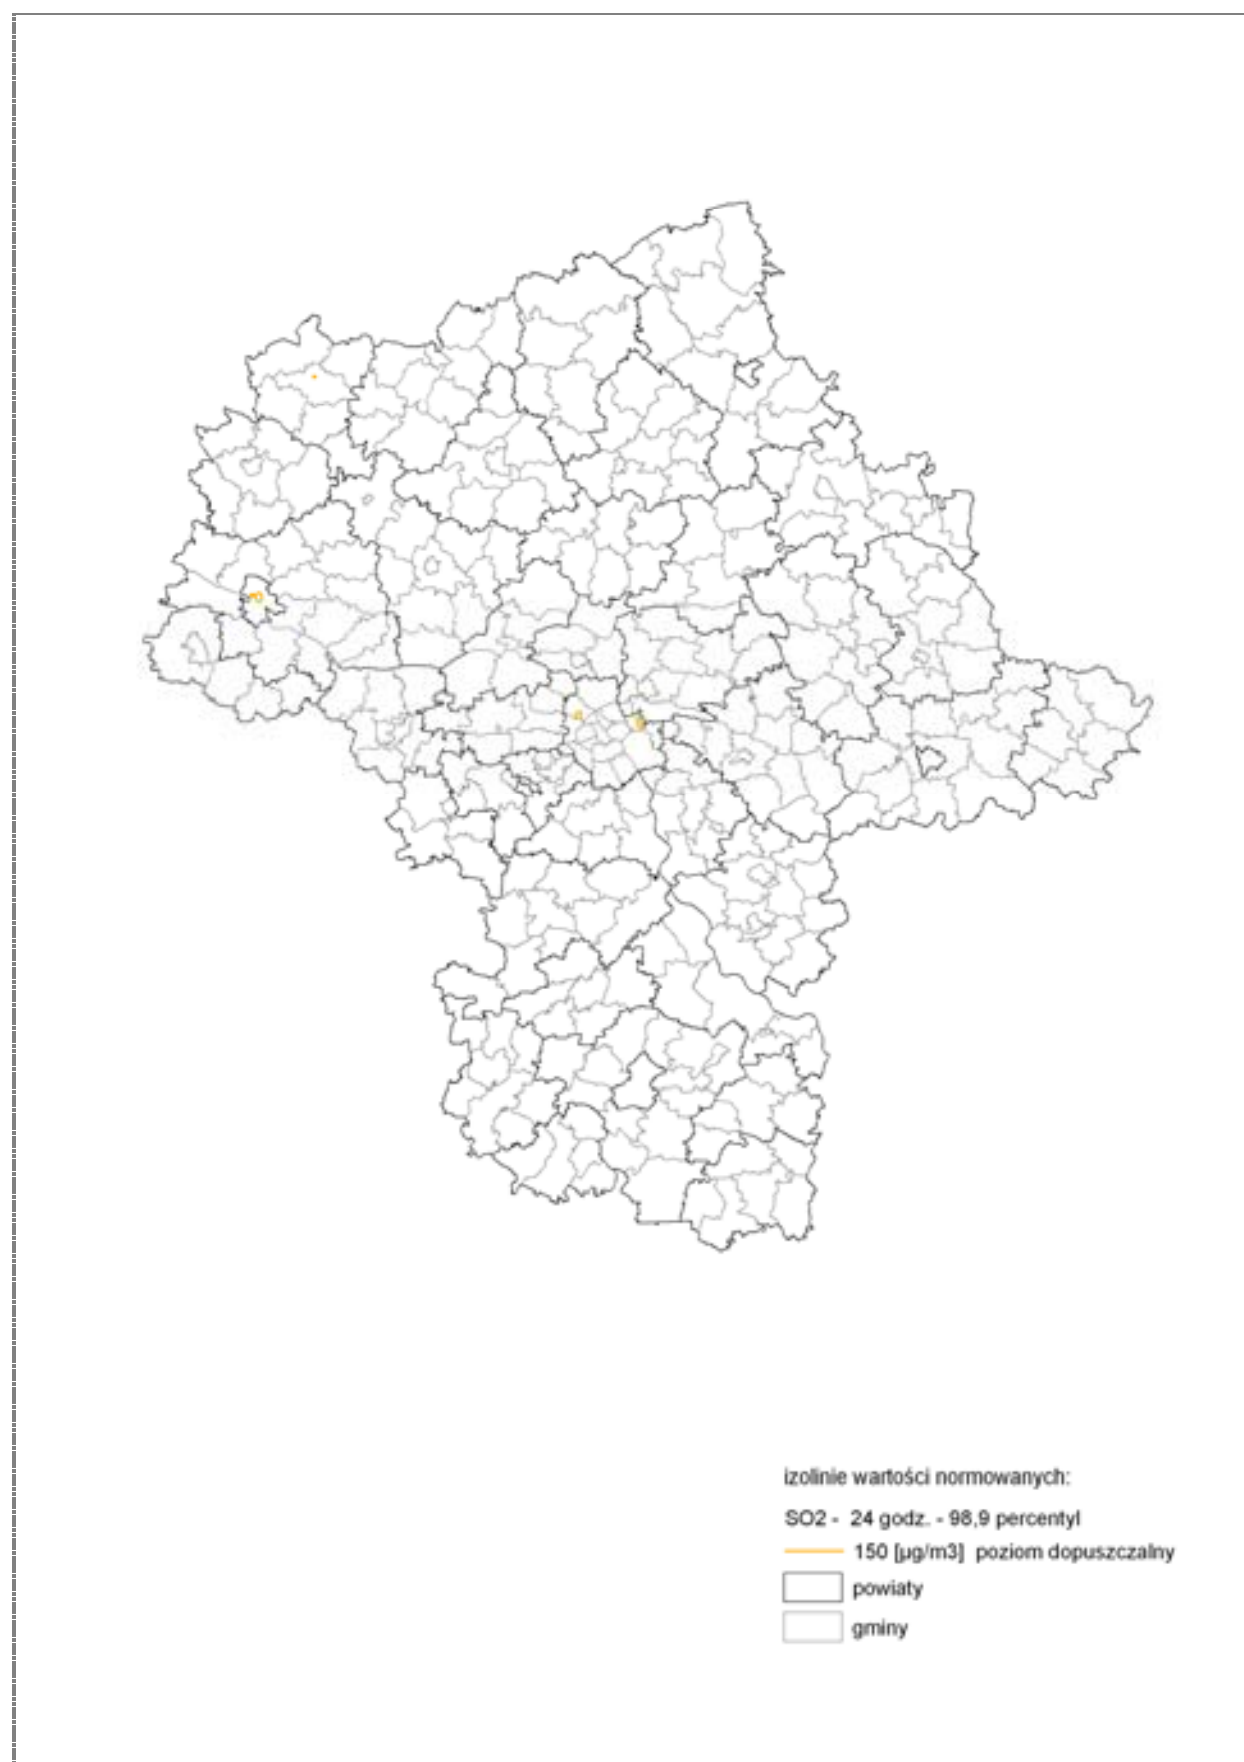 izolinie wartości normowanych:
SO2 - 24 godz. - 98,9 percentyl
150 [µg/m3] poziom dopuszczalny
powiaty
gminy